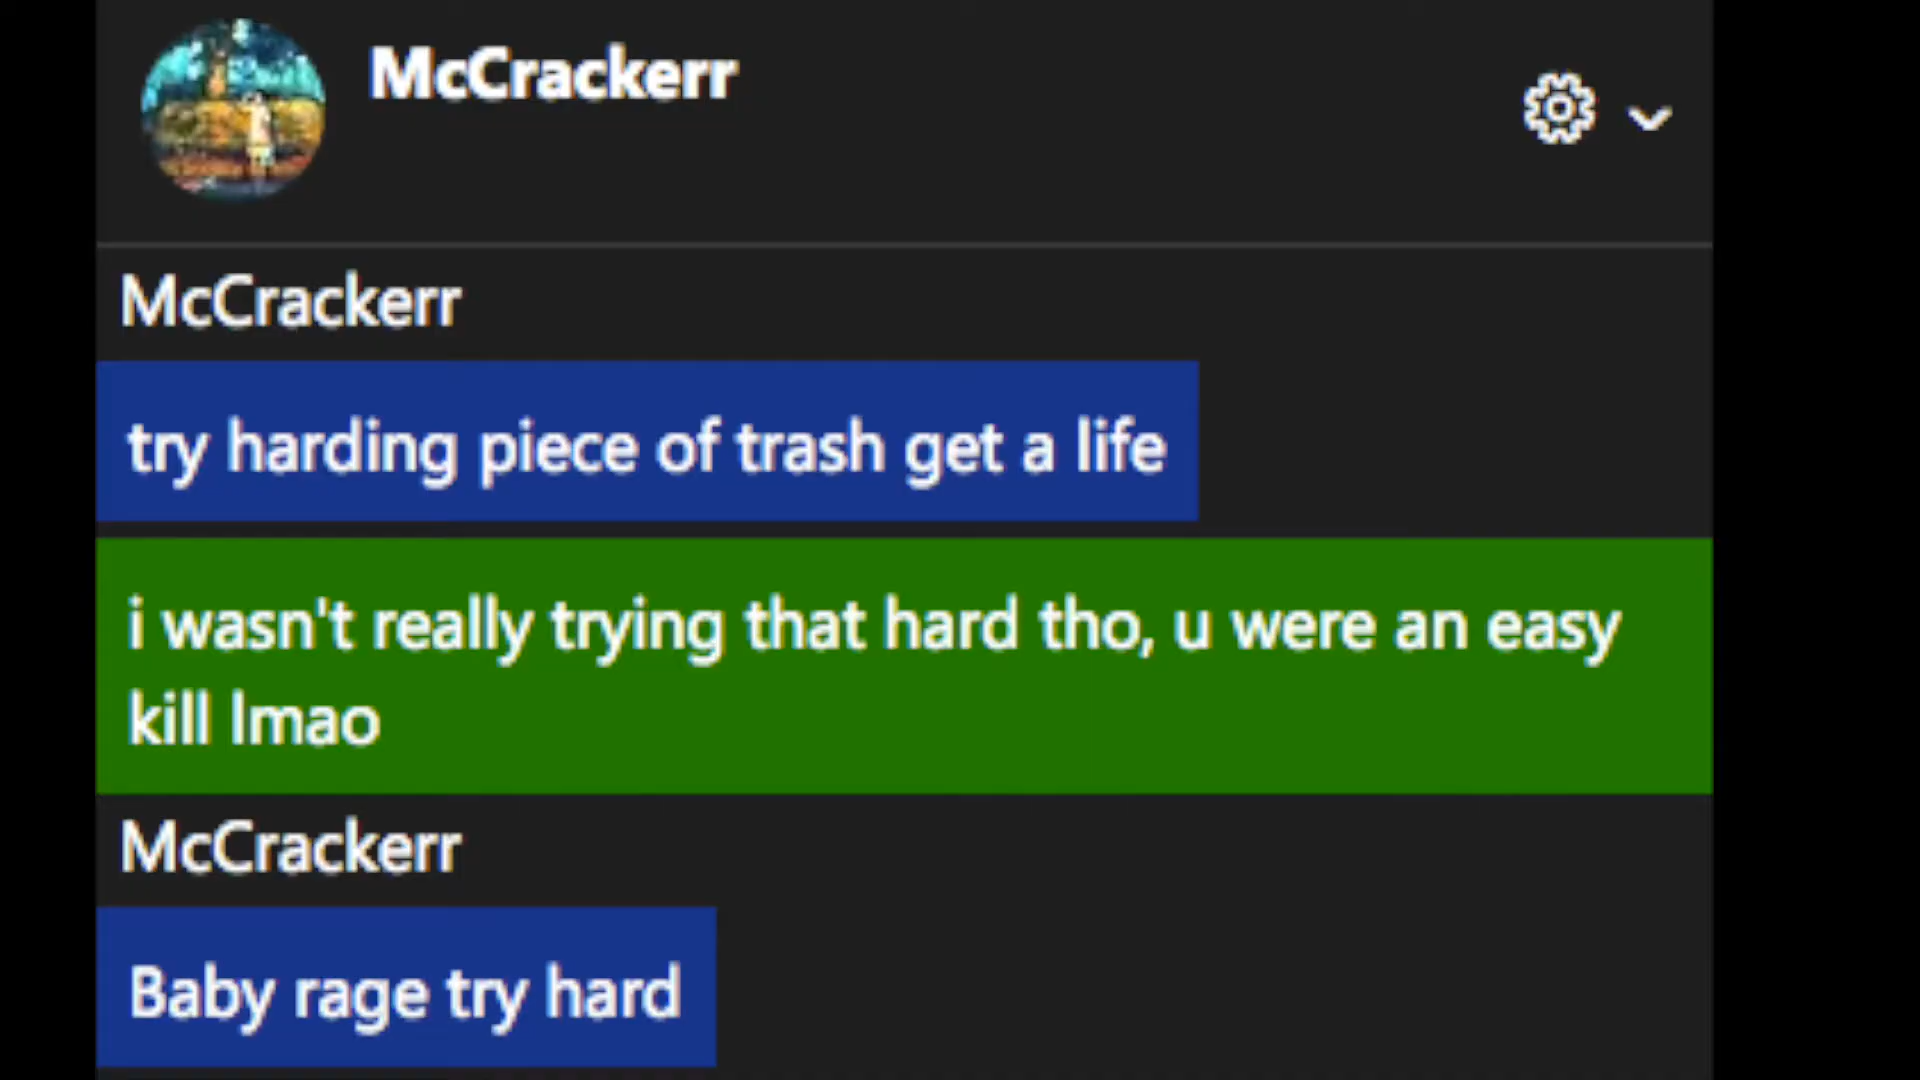 McCrackerr
McCrackerr
try harding piece of trash get a life
i wasn't really trying that hard tho, u were an easy
kill lmao
McCrackerr
Baby rage try hard